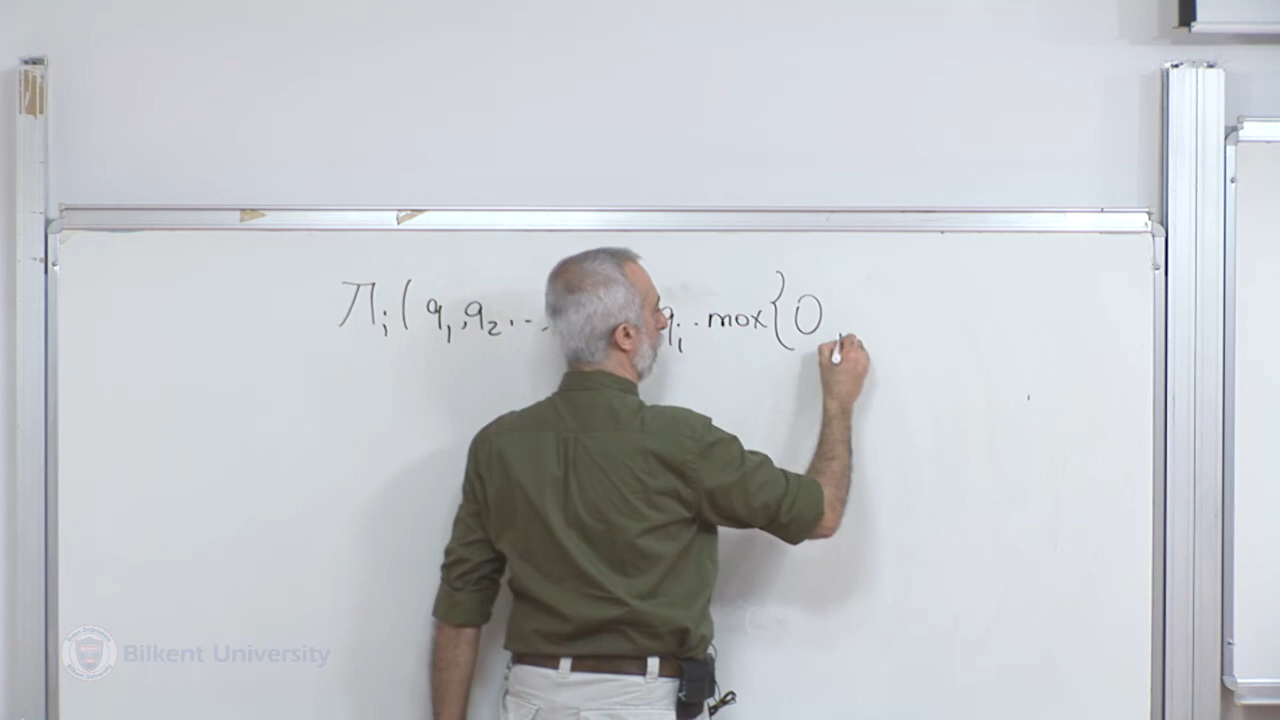 π_i ( q_1, q_2, .. , q_i . max { 0
Bilkent University